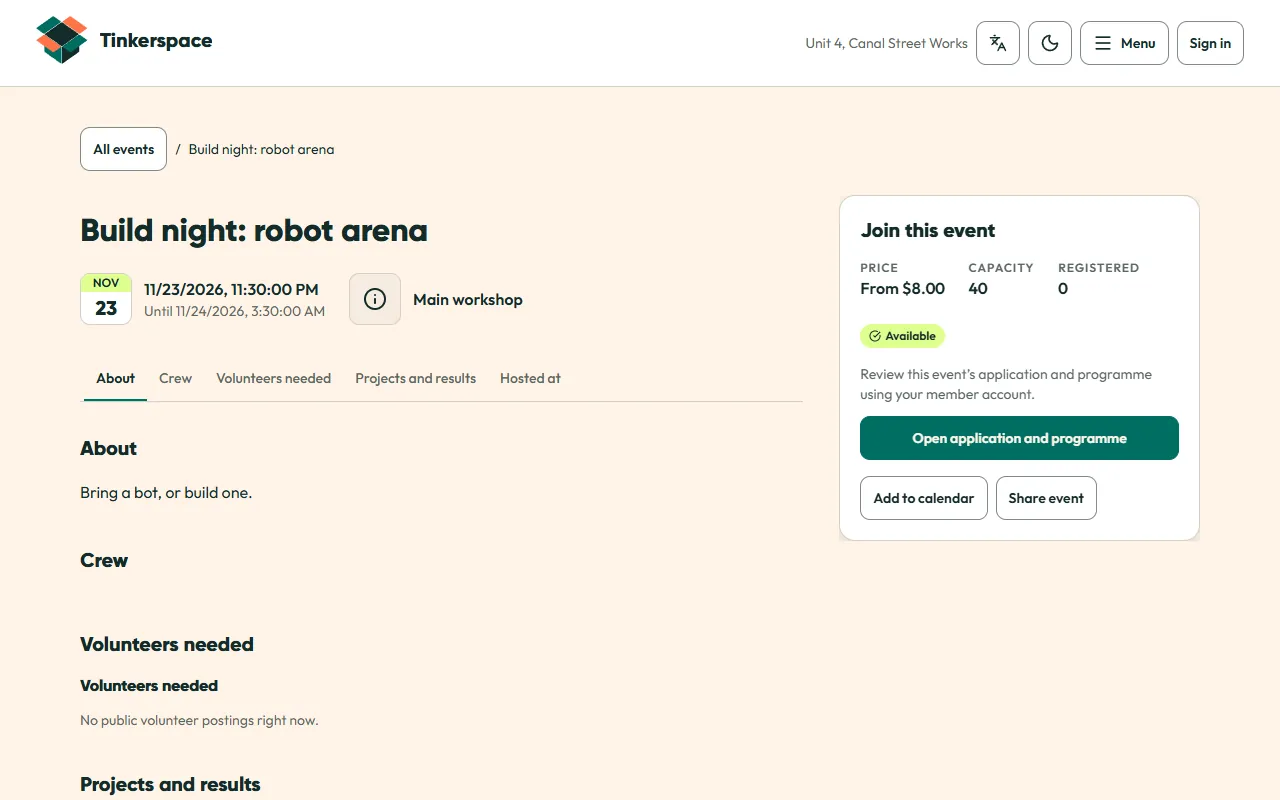 Tinkerspace
Unit 4, Canal Street Works
Menu
Sign in
All events / Build night: robot arena
Build night: robot arena
NOV
23
11/23/2026, 11:30:00 PM
Until 11/24/2026, 3:30:00 AM
Main workshop
About
Crew
Volunteers needed
Projects and results
Hosted at
About
Bring a bot, or build one.
Crew
Volunteers needed
Volunteers needed
No public volunteer postings right now.
Projects and results
Join this event
PRICE
From $8.00
CAPACITY
40
REGISTERED
0
Available
Review this event's application and programme
using your member account.
Open application and programme
Add to calendar
Share event